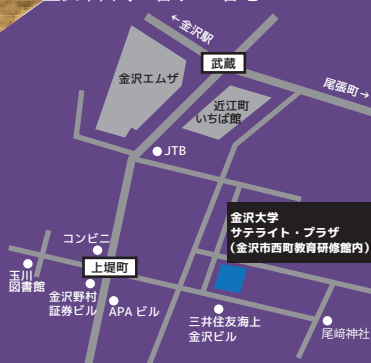 ←金沢駅
武蔵
尾張町→
金沢エムザ
近江町
いちば館
JTB
金沢大学
サテライト・プラザ
(金沢市西町教育研修館内)
コンビニ
上堤町
玉川
図書館
金沢野村
証券ビル
APA ビル
三井住友海上
金沢ビル
尾﨑神社